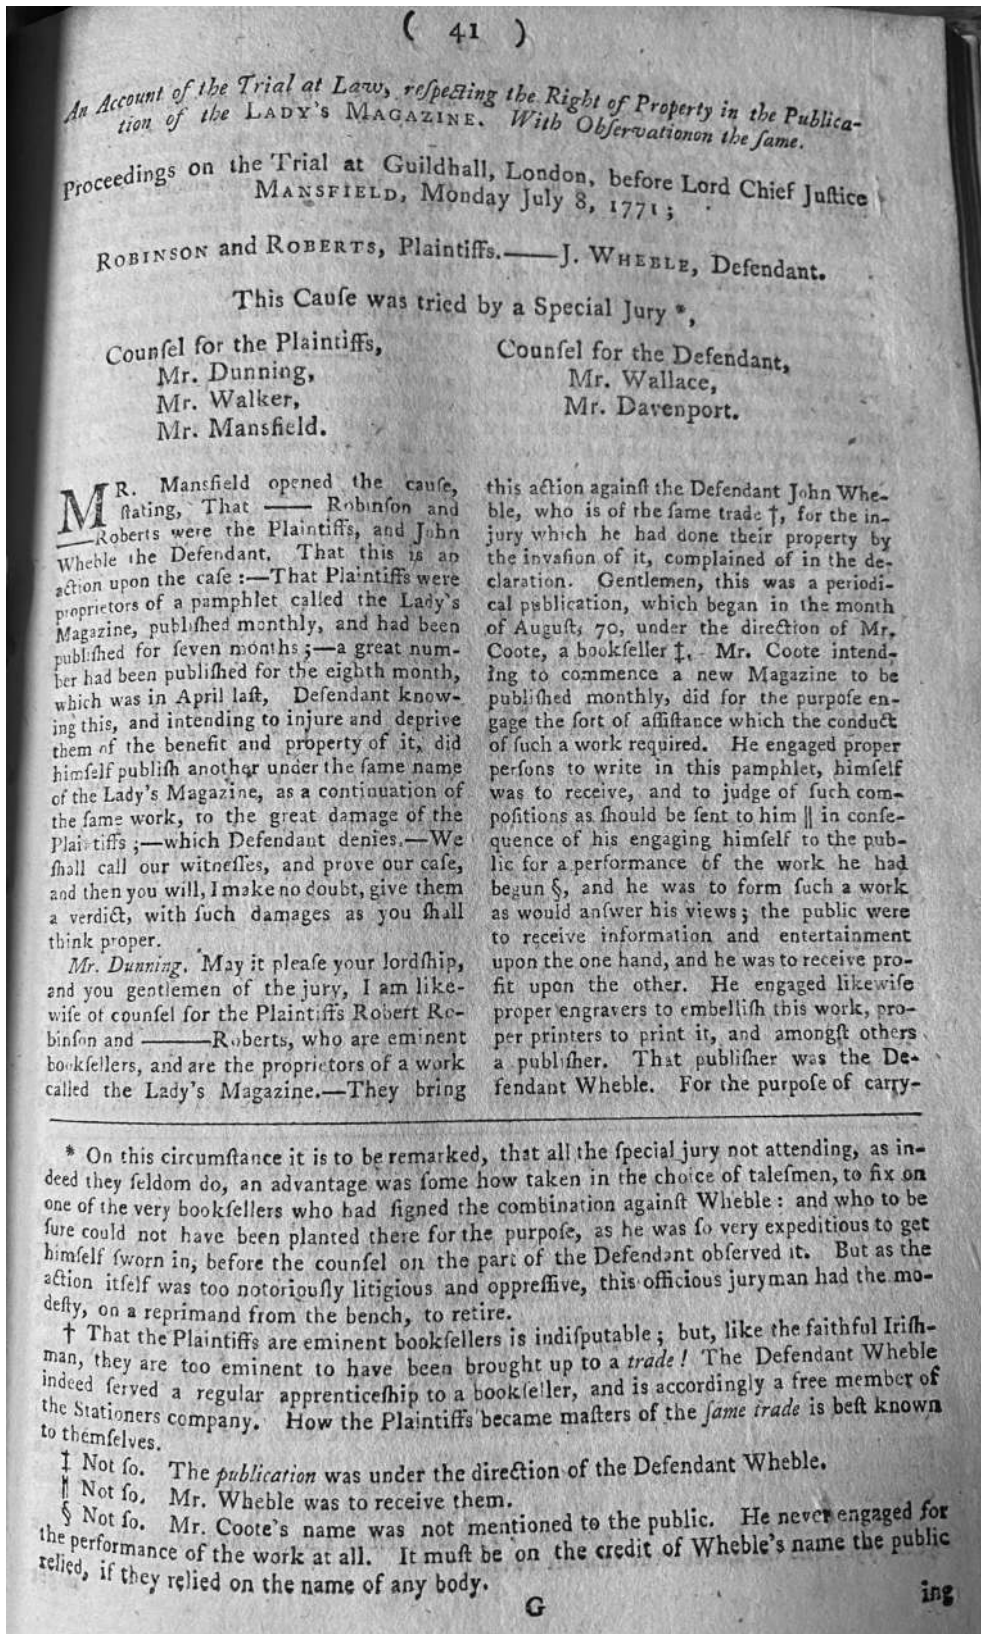 ( 41 )
An Account of the Trial at Law, reſpecting the Right of Property in the Publica-
tion of the LADY'S MAGAZINE. With Obſervationon the ſame.
Proceedings on the Trial at Guildhall, London, before Lord Chief Juſtice
MANSFIELD, Monday July 8, 1771;
ROBINSON and ROBERTS, Plaintiffs.——J. WHEBLE, Defendant.
This Cauſe was tried by a Special Jury *,
Counſel for the Plaintiffs,
Mr. Dunning,
Mr. Walker,
Mr. Mansfield.
Counſel for the Defendant,
Mr. Wallace,
Mr. Davenport.
MR. Mansfield opened the cauſe,
ſtating, That —— Robinſon and
——Roberts were the Plaintiffs, and John
Wheble the Defendant. That this is an
action upon the caſe :—That Plaintiffs were
proprietors of a pamphlet called the Lady's
Magazine, publiſhed monthly, and had been
publiſhed for ſeven months ;—a great num-
ber had been publiſhed for the eighth month,
which was in April laſt, Defendant know-
ing this, and intending to injure and deprive
them of the benefit and property of it, did
himſelf publiſh another under the ſame name
of the Lady's Magazine, as a continuation of
the ſame work, to the great damage of the
Plaintiffs ;—which Defendant denies.—We
ſhall call our witneſſes, and prove our caſe,
and then you will, I make no doubt, give them
a verdict, with ſuch damages as you ſhall
think proper.
Mr. Dunning. May it pleaſe your lordſhip,
and you gentlemen of the jury, I am like-
wiſe of counſel for the Plaintiffs Robert Ro-
binſon and ———Roberts, who are eminent
bookſellers, and are the proprietors of a work
called the Lady's Magazine.—They bring
this action againſt the Defendant John Whe-
ble, who is of the ſame trade †, for the in-
jury which he had done their property by
the invaſion of it, complained of in the de-
claration. Gentlemen, this was a periodi-
cal publication, which began in the month
of Auguſt, 70, under the direction of Mr.
Coote, a bookſeller ‡. Mr. Coote intend-
ing to commence a new Magazine to be
publiſhed monthly, did for the purpoſe en-
gage the ſort of aſſiſtance which the conduct
of ſuch a work required. He engaged proper
perſons to write in this pamphlet, himſelf
was to receive, and to judge of ſuch com-
poſitions as ſhould be ſent to him || in conſe-
quence of his engaging himſelf to the pub-
lic for a performance of the work he had
begun §, and he was to form ſuch a work
as would anſwer his views; the public were
to receive information and entertainment
upon the one hand, and he was to receive pro-
fit upon the other. He engaged likewiſe
proper engravers to embelliſh this work, pro-
per printers to print it, and amongſt others
a publiſher. That publiſher was the De-
fendant Wheble. For the purpoſe of carry-
* On this circumſtance it is to be remarked, that all the ſpecial jury not attending, as in-
deed they ſeldom do, an advantage was ſome how taken in the choice of taleſmen, to fix on
one of the very bookſellers who had ſigned the combination againſt Wheble: and who to be
ſure could not have been planted there for the purpoſe, as he was ſo very expeditious to get
himſelf ſworn in, before the counſel on the part of the Defendant obſerved it. But as the
action itſelf was too notoriouſly litigious and oppreſſive, this officious juryman had the mo-
deſty, on a reprimand from the bench, to retire.
† That the Plaintiffs are eminent bookſellers is indiſputable; but, like the faithful Iriſh-
man, they are too eminent to have been brought up to a trade! The Defendant Wheble
indeed ſerved a regular apprenticeſhip to a bookſeller, and is accordingly a free member of
the Stationers company. How the Plaintiffs became maſters of the ſame trade is beſt known
to themſelves.
‡ Not ſo. The publication was under the direction of the Defendant Wheble.
|| Not ſo. Mr. Wheble was to receive them.
§ Not ſo. Mr. Coote's name was not mentioned to the public. He never engaged for
the performance of the work at all. It muſt be on the credit of Wheble's name the public
relied, if they relied on the name of any body.
G
ing